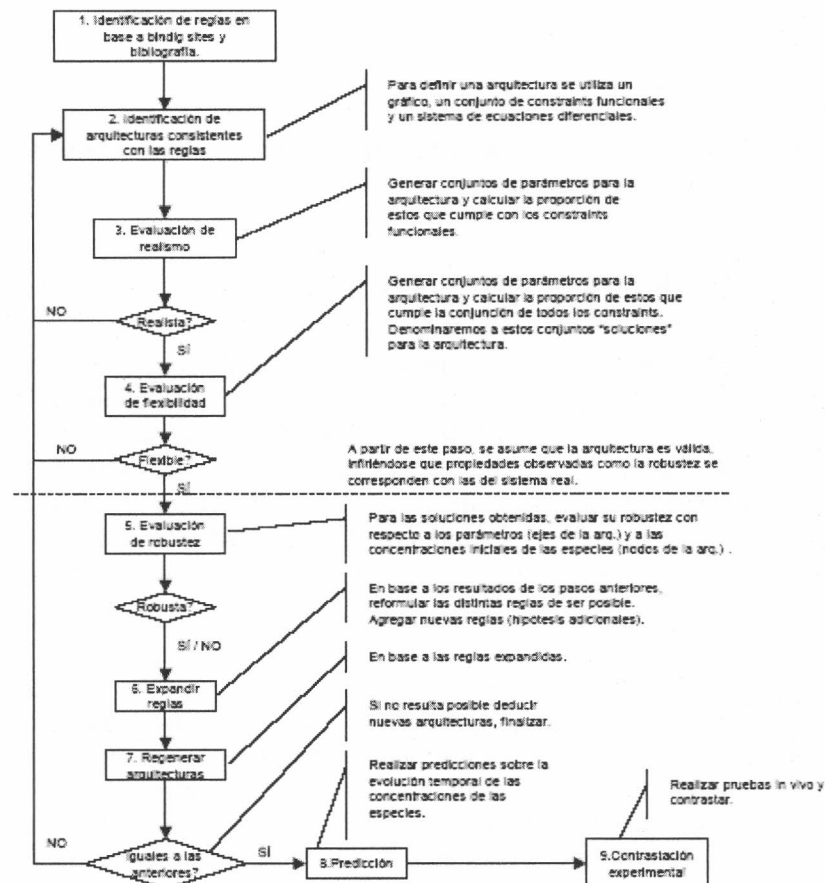 1. Identificación de reglas en
base a bindig sites y
bibliografía.
Para definir una arquitectura se utiliza un
gráfico, un conjunto de constraints funcionales
y un sistema de ecuaciones diferenciales.
2. Identificación de
arquitecturas consistentes
con las reglas
Generar conjuntos de parámetros para la
arquitectura y calcular la proporción de
estos que cumple con los constraints
funcionales.
3. Evaluación de
realismo
Generar conjuntos de parámetros para la
arquitectura y calcular la proporción de estos que
cumple la conjunción de todos los constraints.
Denominaremos a estos conjuntos "soluciones"
para la arquitectura.
NO
Realista?
SÍ
4. Evaluación
de flexibilidad
NO
Flexible?
SÍ
A partir de este paso, se asume que la arquitectura es válida,
infiriéndose que propiedades observadas como la robustez se
corresponden con las del sistema real.
5. Evaluación
de robustez
Para las soluciones obtenidas, evaluar su robustez con
respecto a los parámetros (ejes de la arq.) y a las
concentraciones iniciales de las especies (nodos de la arq.) .
Robusta?
SÍ / NO
En base a los resultados de los pasos anteriores,
reformular las distintas reglas de ser posible.
Agregar nuevas reglas (hipótesis adicionales).
6. Expandir
reglas
En base a las reglas expandidas.
7. Regenerar
arquitecturas
Si no resulta posible deducir
nuevas arquitecturas, finalizar.
Realizar predicciones sobre la
evolución temporal de las
concentraciones de las
especies.
Realizar pruebas in vivo y
contrastar.
NO
Iguales a las
anteriores?
SÍ
8.Predicción
9.Contrastación
experimental